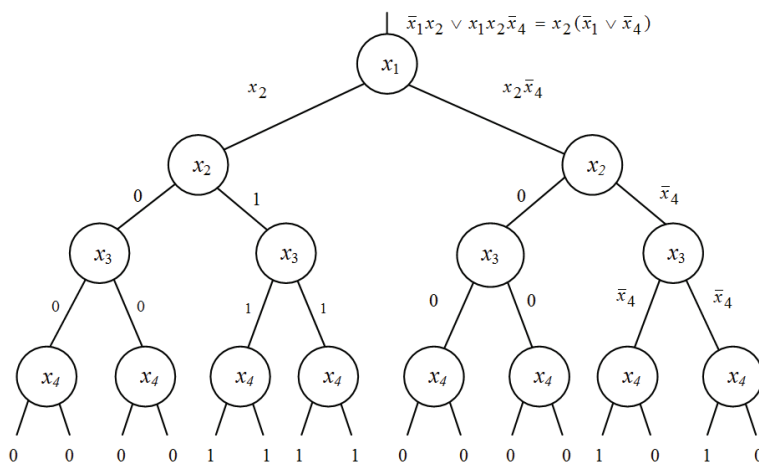 x̄₁x₂ ∨ x₁x₂x̄₄ = x₂(x̄₁ ∨ x̄₄)
x₁
x₂ x₂x̄₄
x₂ x₂
0 1 0 x̄₄
x₃ x₃ x₃ x₃
0 0 1 1 0 0 x̄₄ x̄₄
x₄ x₄ x₄ x₄ x₄ x₄ x₄ x₄
0 0 0 0 1 1 1 1 0 0 0 0 1 0 1 0